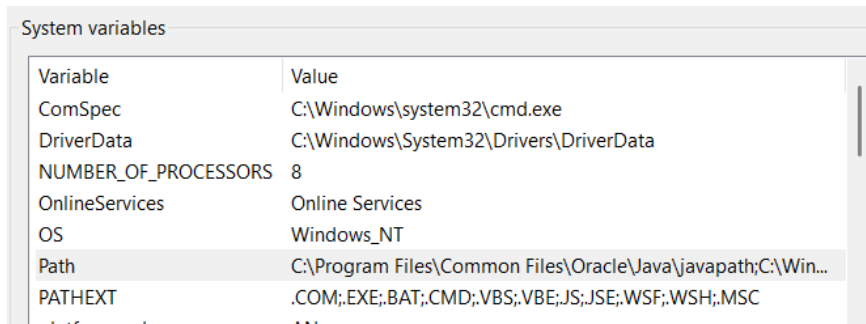 System variables
Variable Value
ComSpec C:\Windows\system32\cmd.exe
DriverData C:\Windows\System32\Drivers\DriverData
NUMBER_OF_PROCESSORS 8
OnlineServices Online Services
OS Windows_NT
Path C:\Program Files\Common Files\Oracle\Java\javapath;C:\Win...
PATHEXT .COM;.EXE;.BAT;.CMD;.VBS;.VBE;.JS;.JSE;.WSF;.WSH;.MSC